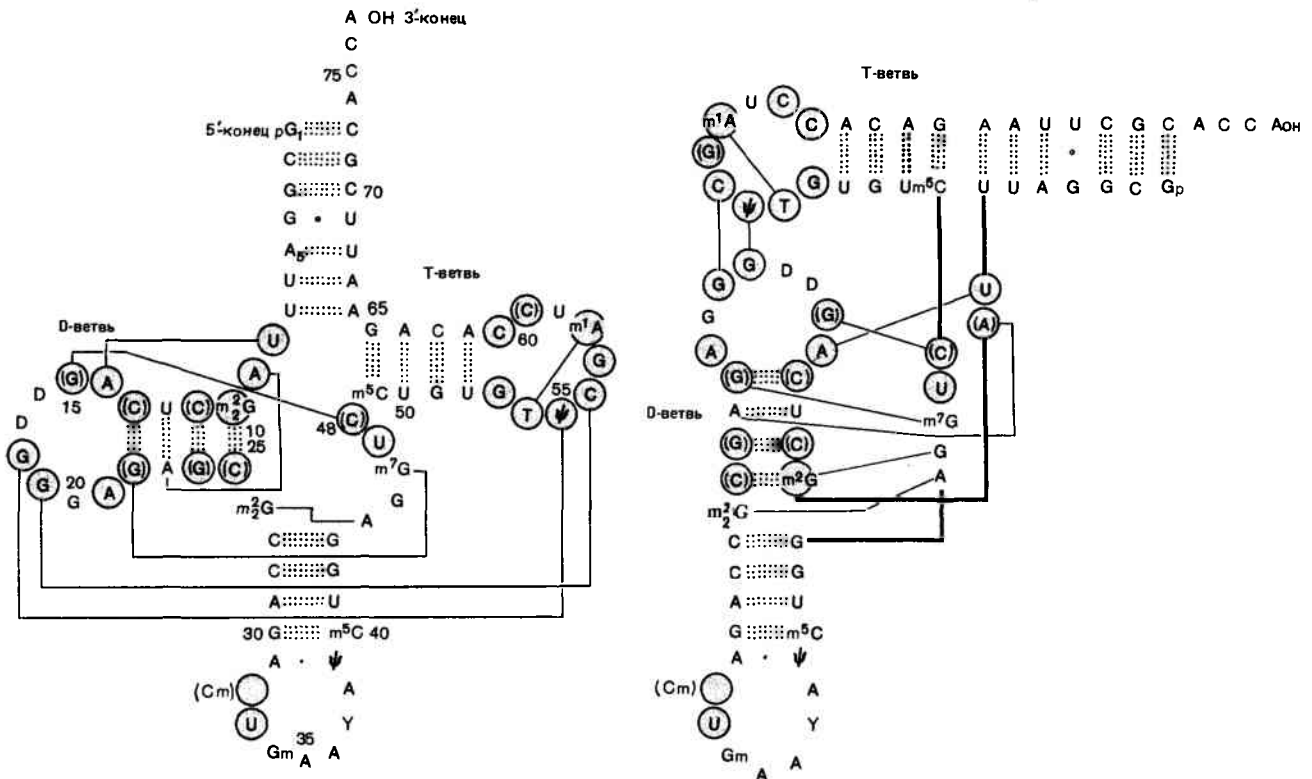 A OH 3′-конец
C
75 C
A
5′-конец pG₁ C
C G
G C 70
G • U
A₅ U
U A
U A 65
Т-ветвь
G A C A C (C) U m¹A
60
G
m⁵C U G U G T ψ C
50
55
D-ветвь
U
A
(G) A
15
D
D
C U (C) m²₂G
10
25
(G) A (G) (C)
G
G
20
G
A
48 (C)
U
m⁷G
G
m²₂G A
C G
C G
A U
30 G m⁵C 40
A · ψ
(Cm) A
U Y
Gm A A
35
Т-ветвь
m¹A U C C A C A G A A U U C G C A C C Aон
(G)
C ψ T G U G U m⁵C U U A G G C Gp
G G D D
G (G) A
A
U
(A)
(C)
U
(G) (C)
m⁷G
D-ветвь A U
(G) (C)
G
(C) m²G
A
m²₂G
C G
C G
A U
G m⁵C
A · ψ
(Cm) A
U Y
Gm A A